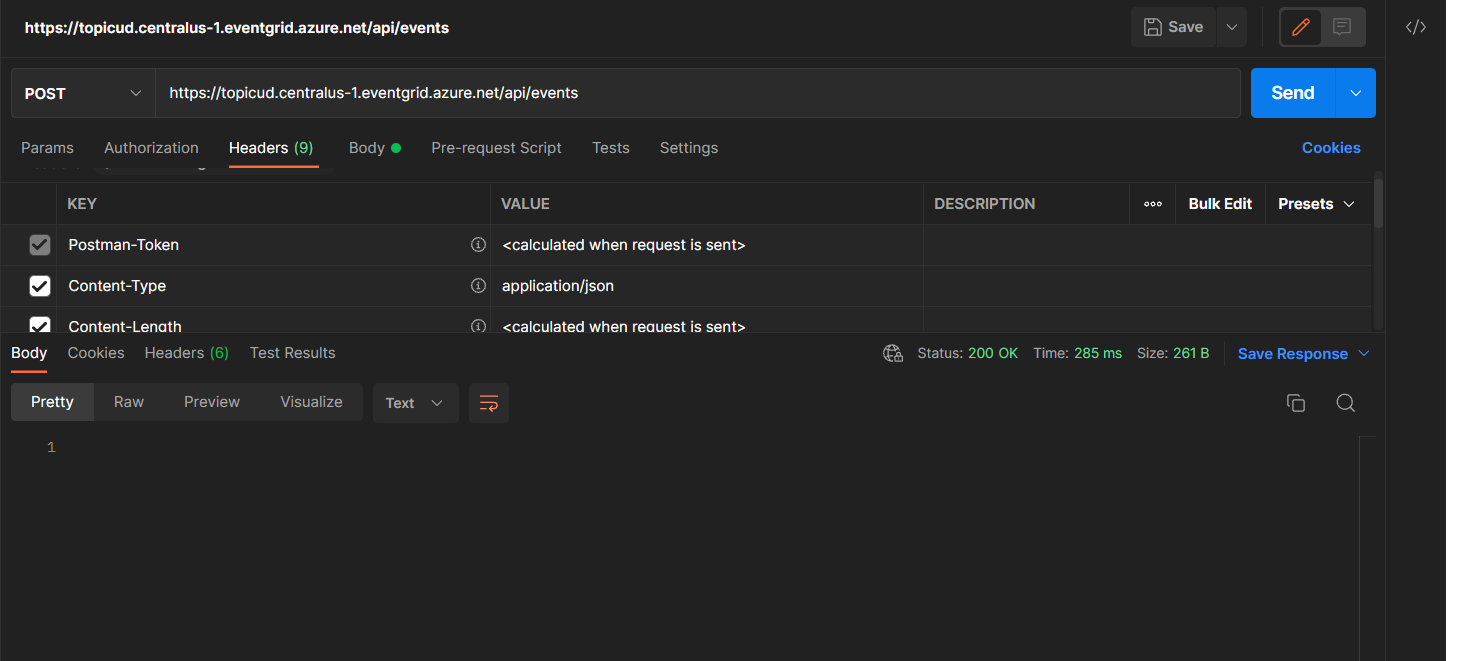 https://topicud.centralus-1.eventgrid.azure.net/api/events
Save
POST
https://topicud.centralus-1.eventgrid.azure.net/api/events
Send
Params Authorization Headers (9) Body Pre-request Script Tests Settings Cookies
KEY VALUE DESCRIPTION Bulk Edit Presets
Postman-Token <calculated when request is sent>
Content-Type application/json
Content-Length <calculated when request is sent>
Body Cookies Headers (6) Test Results Status: 200 OK Time: 285 ms Size: 261 B Save Response
Pretty Raw Preview Visualize Text
1